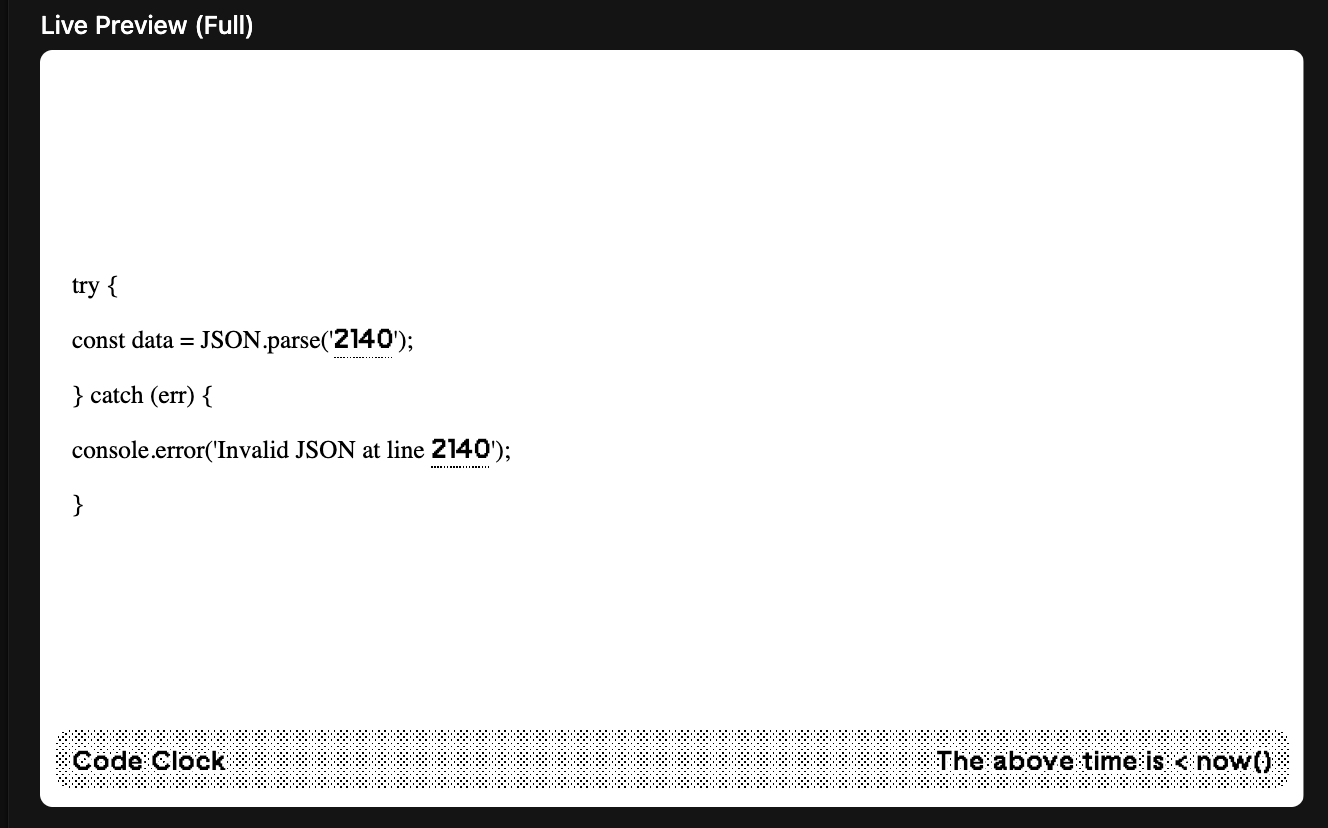 Live Preview (Full)
try {
const data = JSON.parse('2140');
} catch (err) {
console.error('Invalid JSON at line 2140');
}
Code Clock
The above time is < now()